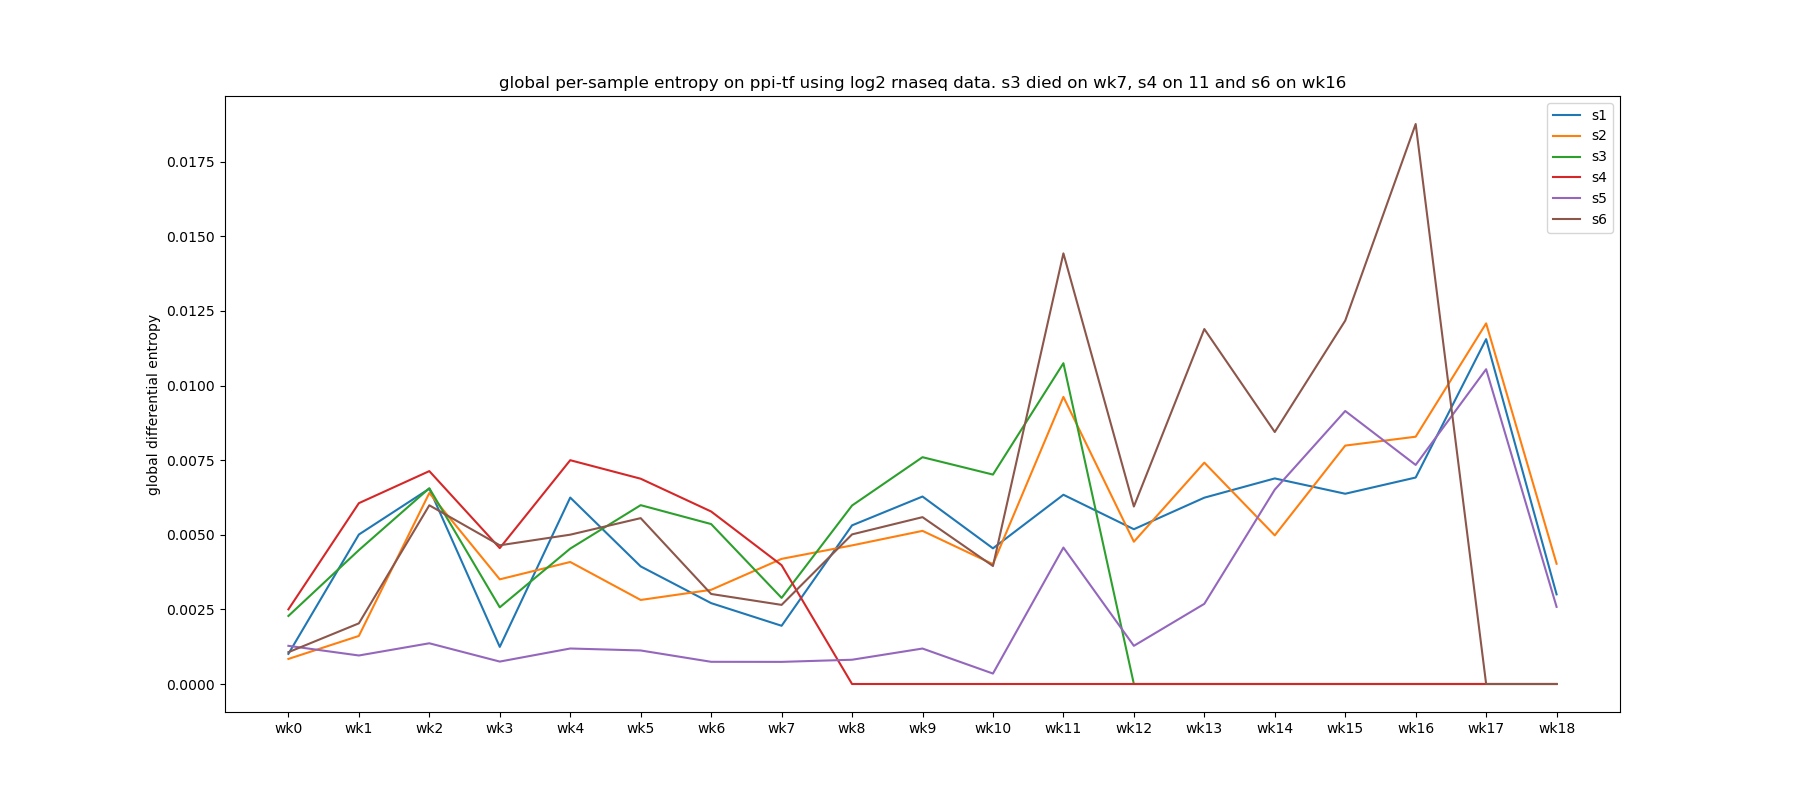 global per-sample entropy on ppi-tf using log2 rnaseq data. s3 died on wk7, s4 on 11 and s6 on wk16
s1
s2
s3
s4
s5
s6
global differential entropy
0.0175
0.0150
0.0125
0.0100
0.0075
0.0050
0.0025
0.0000
wk0 wk1 wk2 wk3 wk4 wk5 wk6 wk7 wk8 wk9 wk10 wk11 wk12 wk13 wk14 wk15 wk16 wk17 wk18